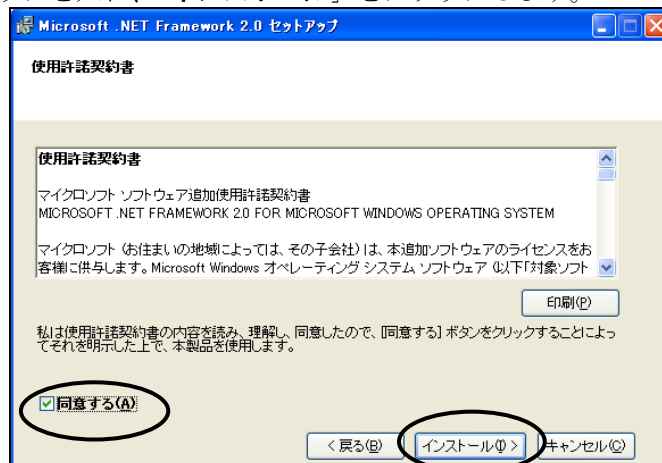 Microsoft .NET Framework 2.0 セットアップ
使用許諾契約書
使用許諾契約書
マイクロソフト ソフトウェア追加使用許諾契約書
MICROSOFT .NET FRAMEWORK 2.0 FOR MICROSOFT WINDOWS OPERATING SYSTEM
マイクロソフト (お住まいの地域によっては、その子会社) は、本追加ソフトウェアのライセンスをお
客様に供与します。Microsoft Windows オペレーティング システム ソフトウェア (以下「対象ソフト
印刷(P)
私は使用許諾契約書の内容を読み、理解し、同意したので、[同意する] ボタンをクリックすることによっ
てそれを明示した上で、本製品を使用します。
同意する(A)
< 戻る(B) インストール(I) > キャンセル(C)